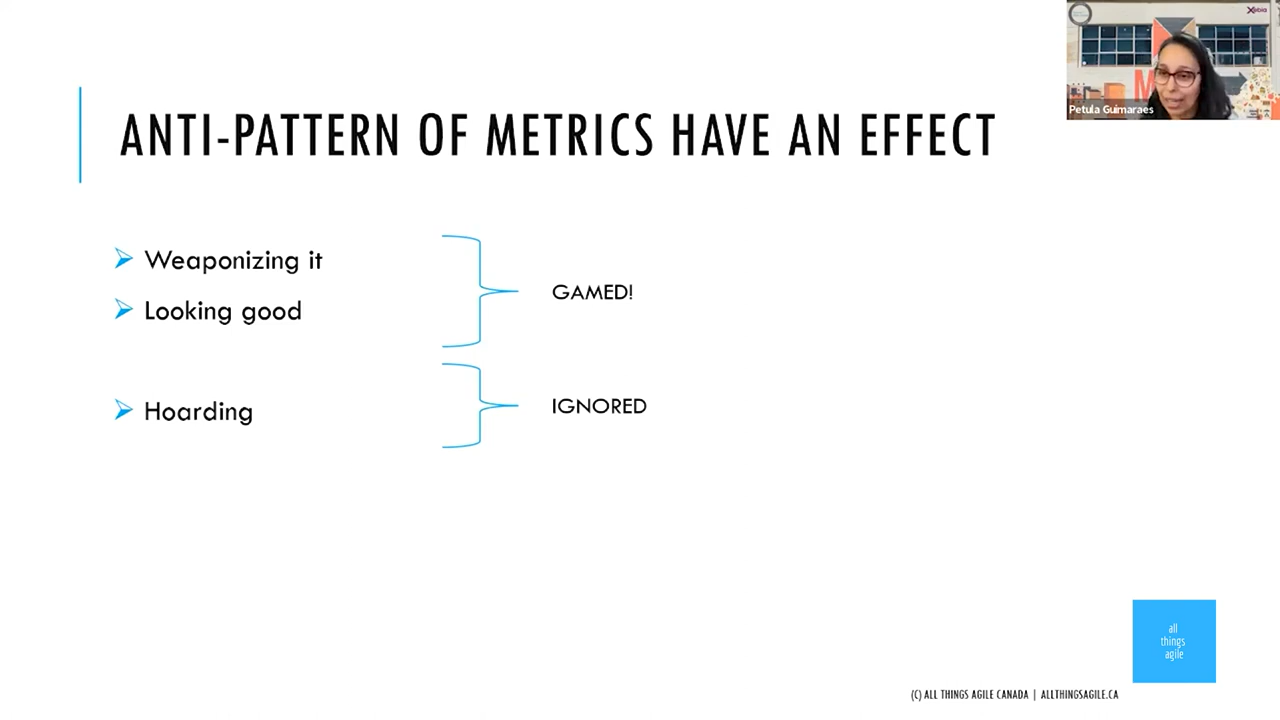 Xebia
Petula Guimaraes
ANTI-PATTERN OF METRICS HAVE AN EFFECT
Weaponizing it
Looking good
GAMED!
Hoarding
IGNORED
all
things
agile
(C) ALL THINGS AGILE CANADA | ALLTHINGSAGILE.CA